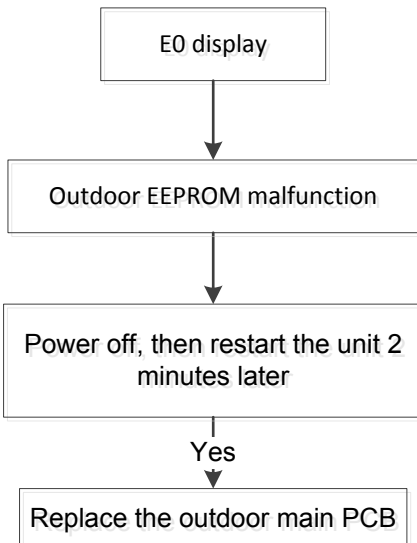 E0 display
Outdoor EEPROM malfunction
Power off, then restart the unit 2
minutes later
Yes
Replace the outdoor main PCB